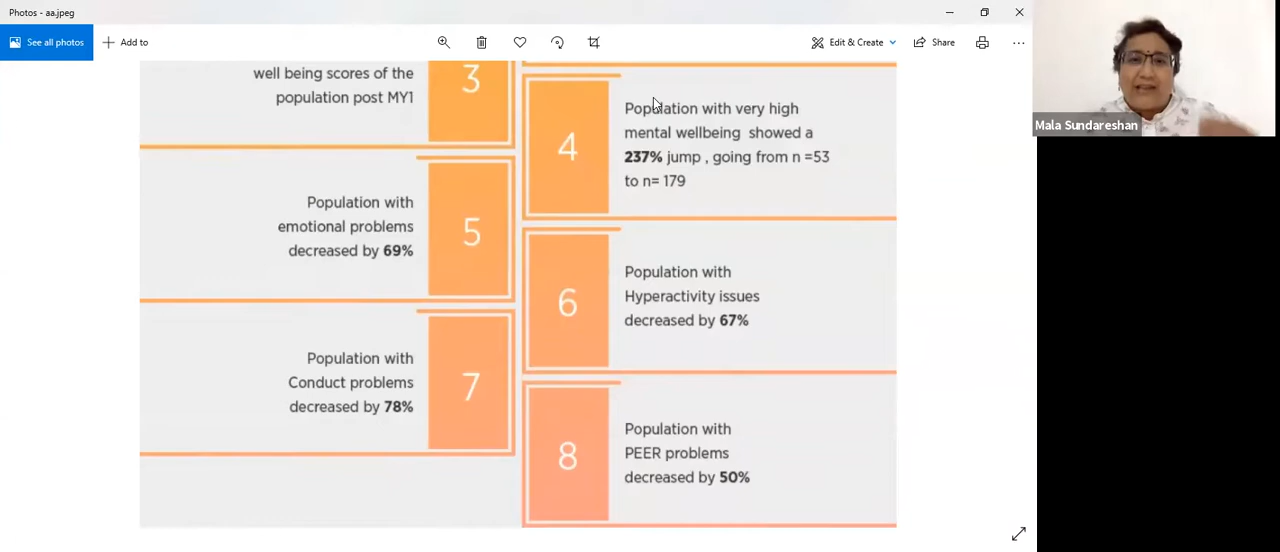 Photos - aa.jpeg
See all photos
Add to
Edit & Create
Share
Mala Sundareshan
well being scores of the
population post MY1
3
4
Population with very high
mental wellbeing showed a
237% jump , going from n =53
to n= 179
Population with
emotional problems
decreased by 69%
5
6
Population with
Hyperactivity issues
decreased by 67%
Population with
Conduct problems
decreased by 78%
7
8
Population with
PEER problems
decreased by 50%